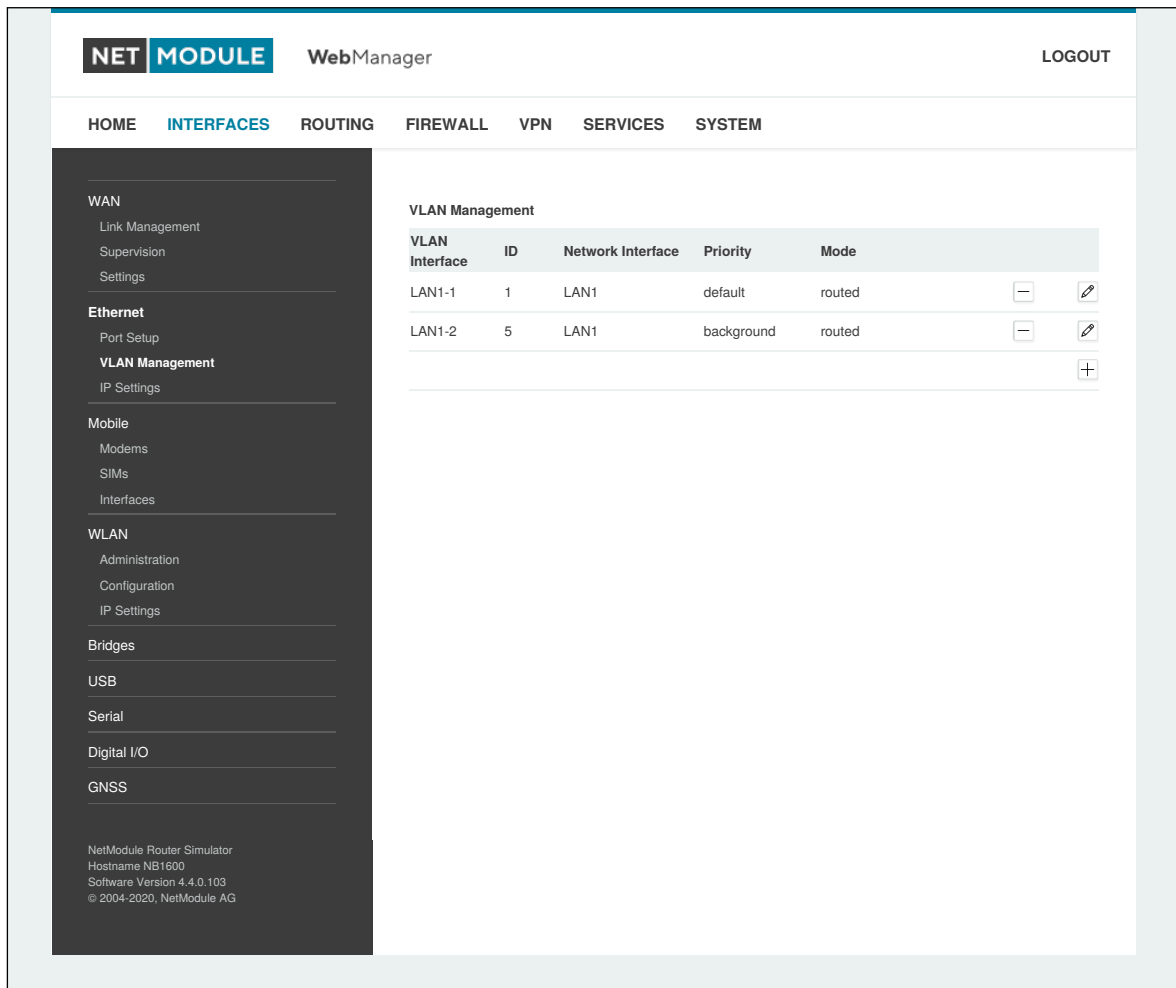 NET MODULE WebManager LOGOUT
HOME INTERFACES ROUTING FIREWALL VPN SERVICES SYSTEM
WAN
Link Management
Supervision
Settings
Ethernet
Port Setup
VLAN Management
IP Settings
Mobile
Modems
SIMs
Interfaces
WLAN
Administration
Configuration
IP Settings
Bridges
USB
Serial
Digital I/O
GNSS
NetModule Router Simulator
Hostname NB1600
Software Version 4.4.0.103
© 2004-2020, NetModule AG
VLAN Management
VLAN Interface ID Network Interface Priority Mode
LAN1-1 1 LAN1 default routed
LAN1-2 5 LAN1 background routed